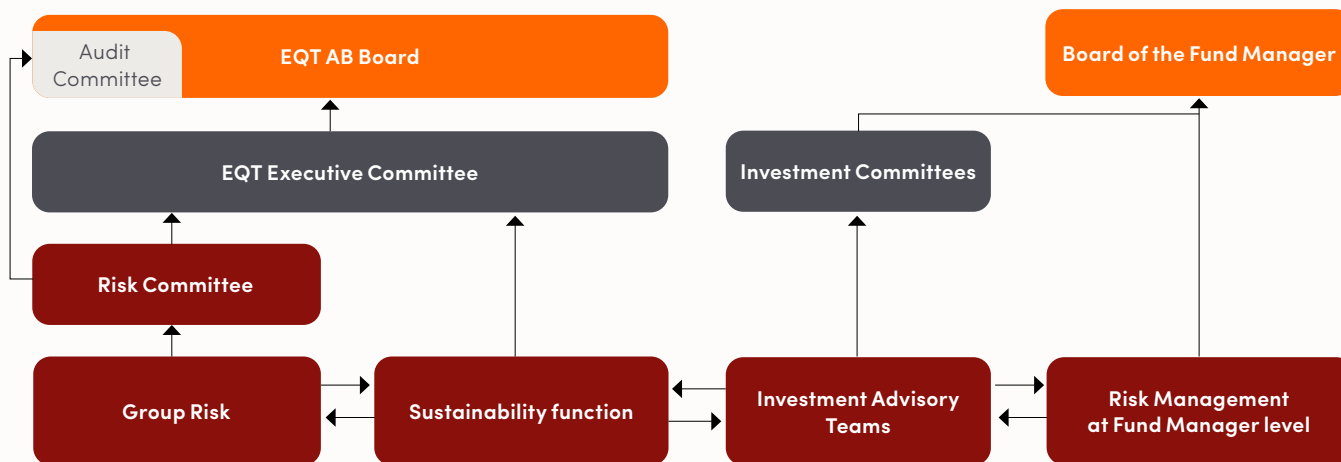 Audit
Committee
EQT AB Board
Board of the Fund Manager
EQT Executive Committee
Investment Committees
Risk Committee
Group Risk
Sustainability function
Investment Advisory
Teams
Risk Management
at Fund Manager level